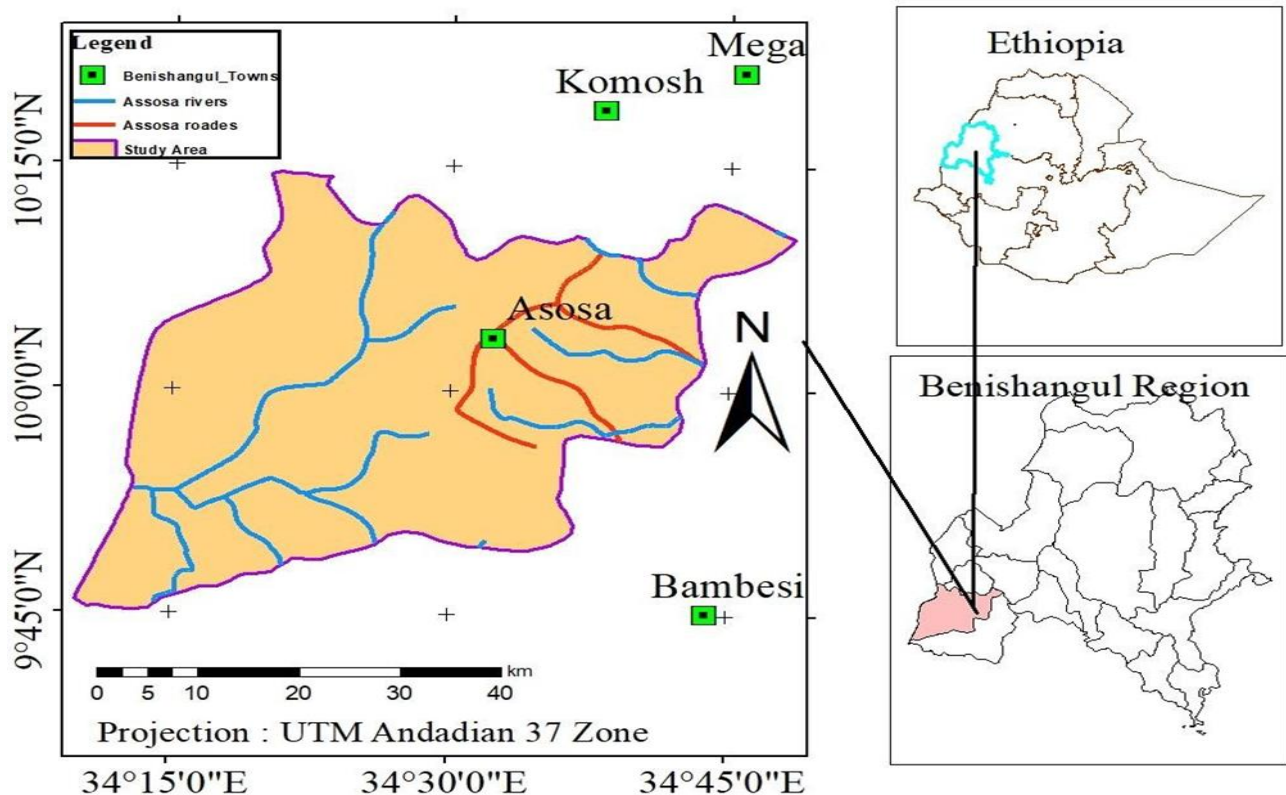 Legend
Benishangul_Towns
Assosa rivers
Assosa roades
Study Area
Mega
Komosh
Asosa
Bambesi
N
10°15'0"N
10°0'0"N
9°45'0"N
0 5 10 20 30 40 km
Projection : UTM Andadian 37 Zone
34°15'0"E 34°30'0"E 34°45'0"E
Ethiopia
Benishangul Region